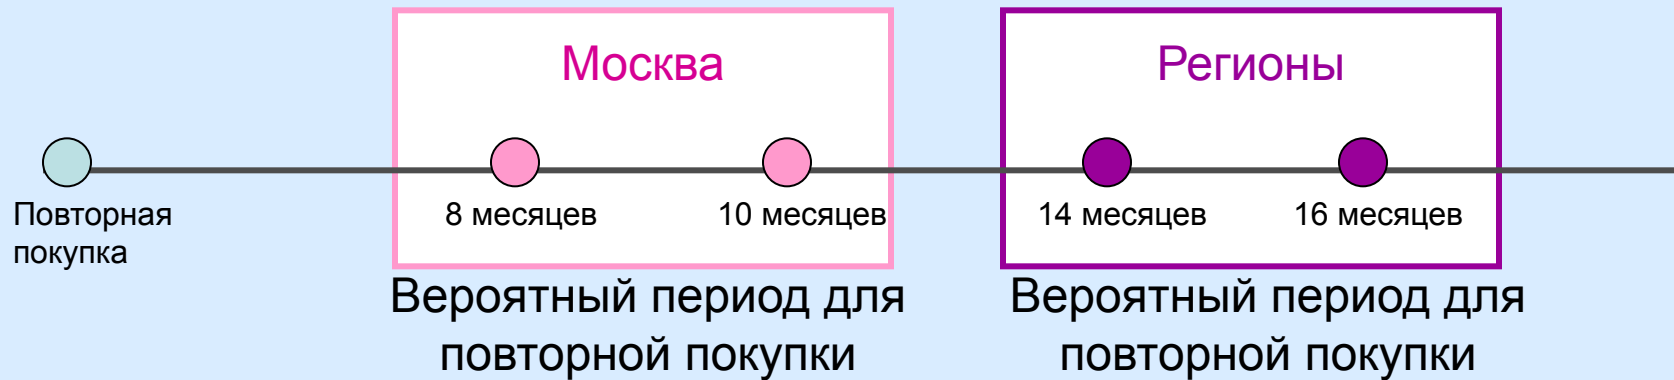 Москва
Регионы
Повторная
покупка
8 месяцев
10 месяцев
14 месяцев
16 месяцев
Вероятный период для
повторной покупки
Вероятный период для
повторной покупки